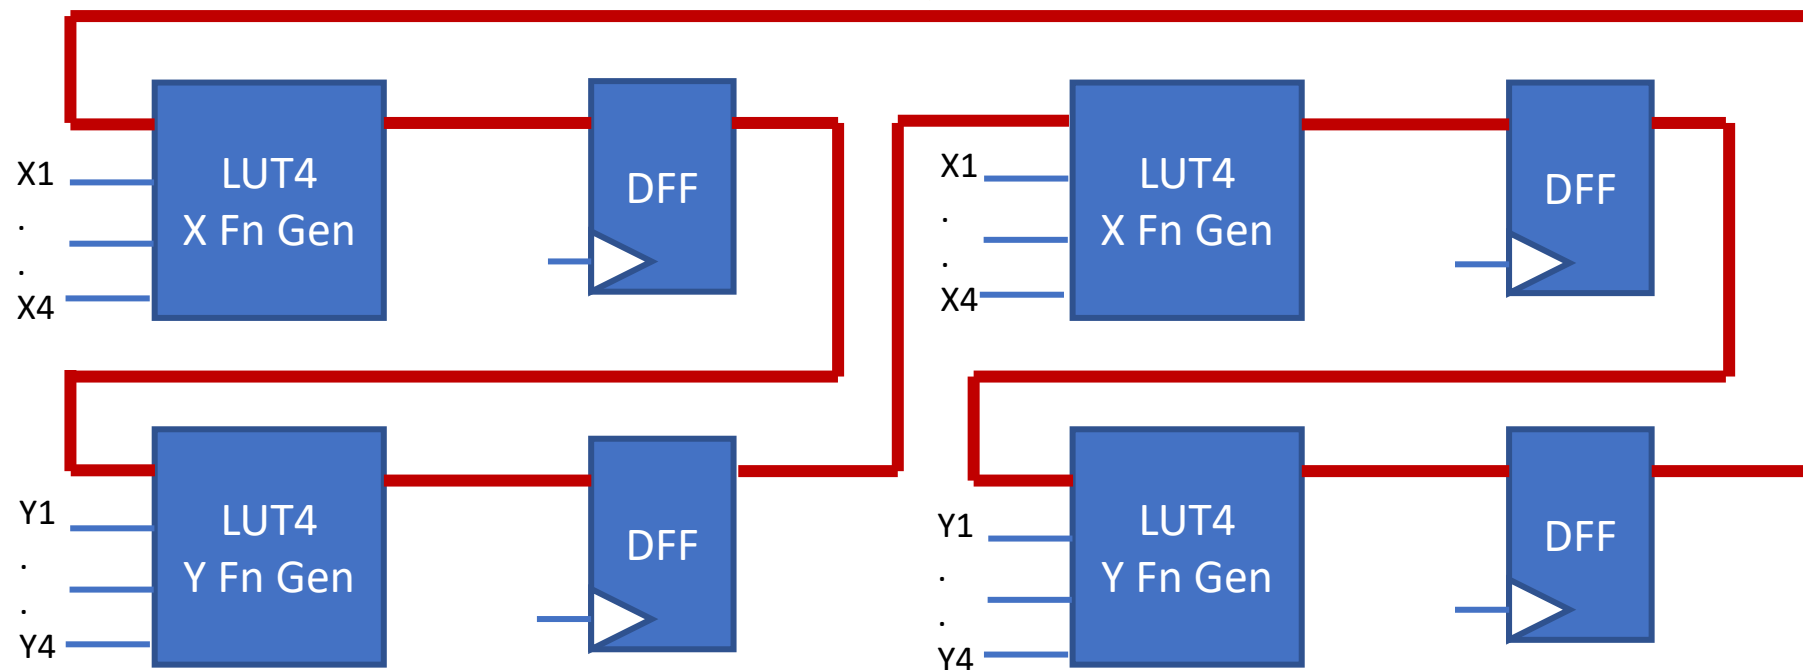 X1
.
.
X4
LUT4
X Fn Gen
DFF
X1
.
.
X4
LUT4
X Fn Gen
DFF
Y1
.
.
Y4
LUT4
Y Fn Gen
DFF
Y1
.
.
Y4
LUT4
Y Fn Gen
DFF